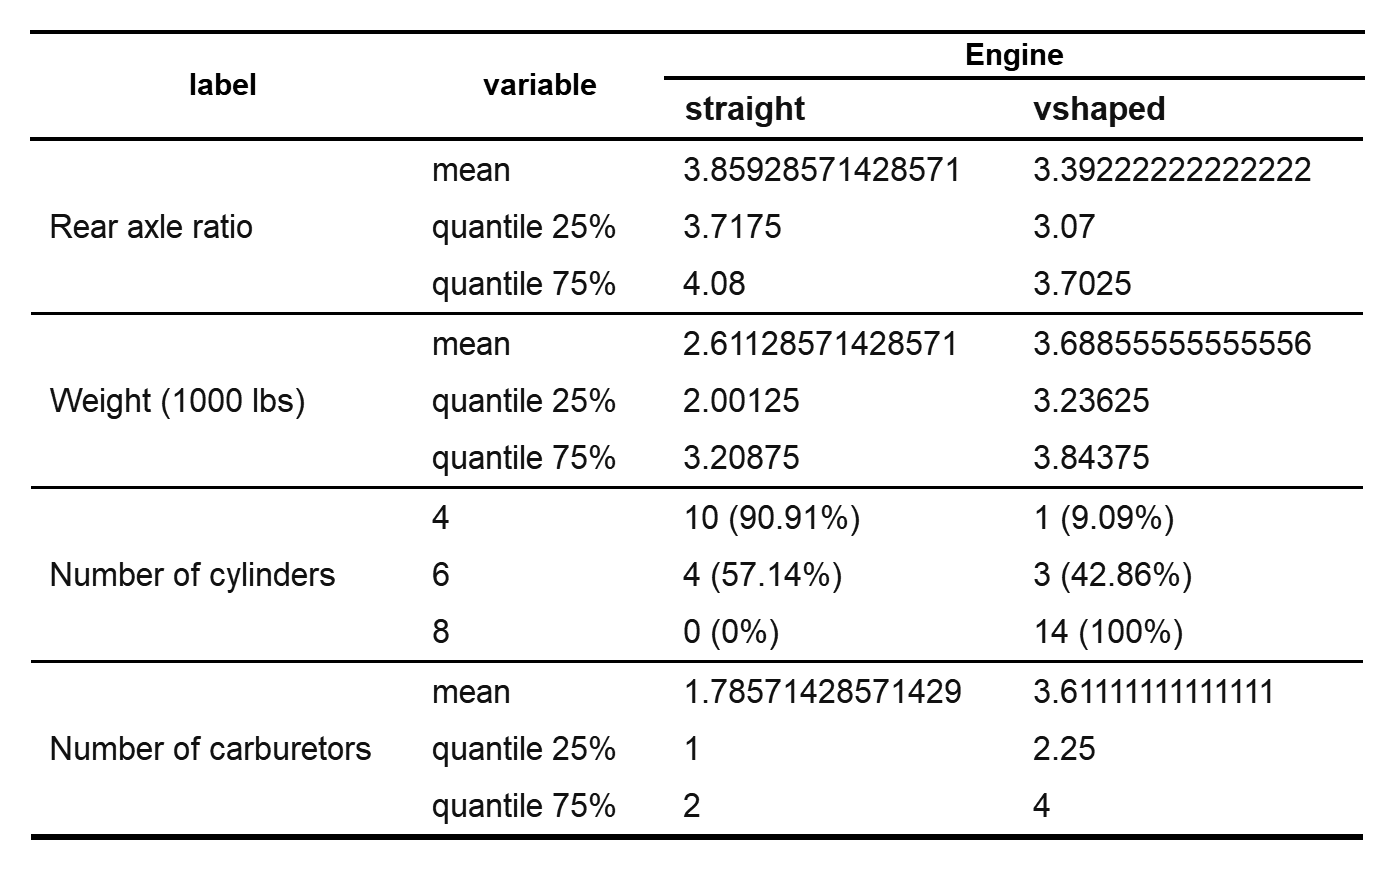 label variable Engine
straight vshaped
mean 3.85928571428571 3.39222222222222
Rear axle ratio quantile 25% 3.7175 3.07
quantile 75% 4.08 3.7025
mean 2.61128571428571 3.68855555555556
Weight (1000 lbs) quantile 25% 2.00125 3.23625
quantile 75% 3.20875 3.84375
4 10 (90.91%) 1 (9.09%)
Number of cylinders 6 4 (57.14%) 3 (42.86%)
8 0 (0%) 14 (100%)
mean 1.78571428571429 3.61111111111111
Number of carburetors quantile 25% 1 2.25
quantile 75% 2 4